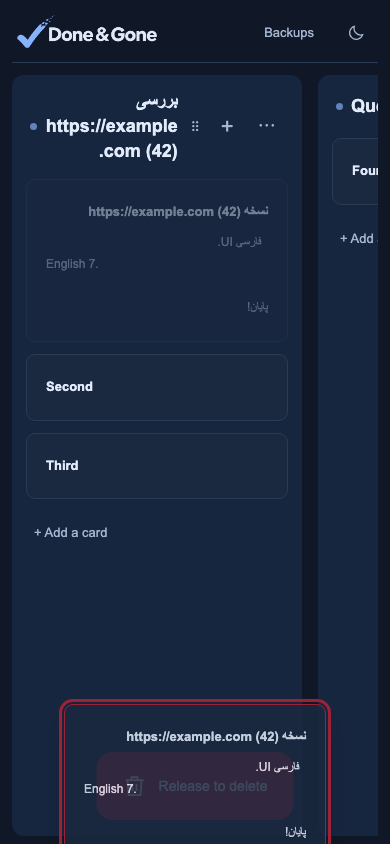 Done & Gone
Backups
بررسی
https://example
.com (42)
نسخه https://example.com (42)
فارسی UI.
English 7.
پایان!
Second
Third
+ Add a card
Que
Four
+ Add a
نسخه https://example.com (42)
فارسی UI.
English 7.
Release to delete
پایان!